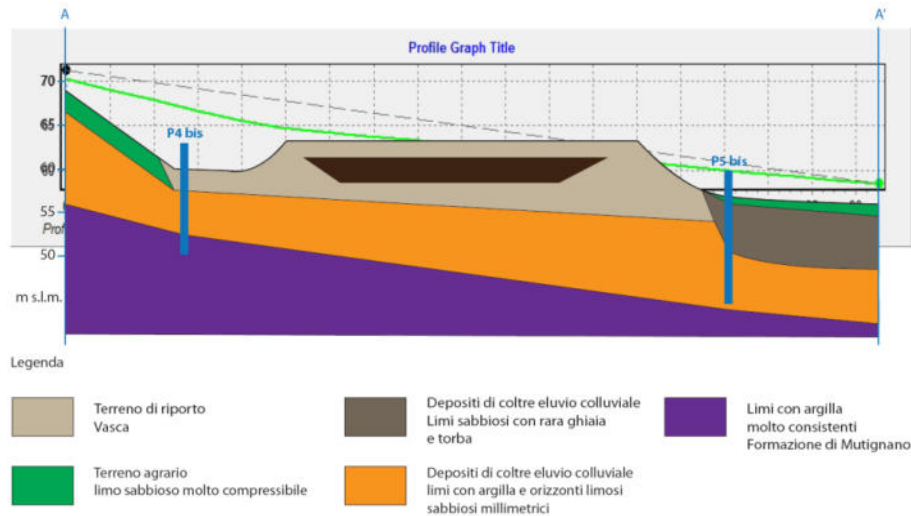 A
A'
Profile Graph Title
70
65
P4 bis
60
P5 bis
55
Prof
50
m s.l.m.
Legenda
Terreno di riporto
Vasca
Depositi di coltre eluvio colluviale
Limi sabbiosi con rara ghiaia
e torba
Limi con argilla
molto consistenti
Formazione di Mutignano
Terreno agrario
limo sabbioso molto compressibile
Depositi di coltre eluvio colluviale
limi con argilla e orizzonti limosi
sabbiosi millimetrici